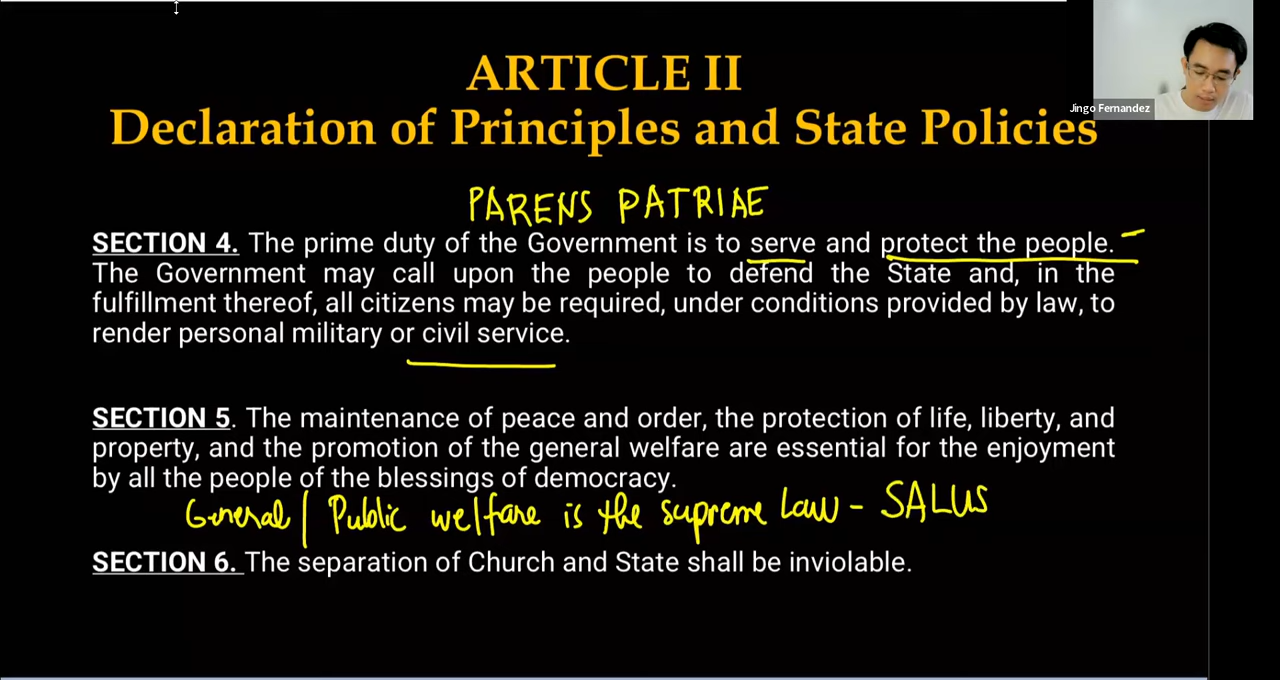 ARTICLE II
Declaration of Principles and State Policies
Jingo Fernandez
PARENS PATRIAE
SECTION 4. The prime duty of the Government is to serve and protect the people.
The Government may call upon the people to defend the State and, in the
fulfillment thereof, all citizens may be required, under conditions provided by law, to
render personal military or civil service.
SECTION 5. The maintenance of peace and order, the protection of life, liberty, and
property, and the promotion of the general welfare are essential for the enjoyment
by all the people of the blessings of democracy.
General / Public welfare is the supreme law - SALUS
SECTION 6. The separation of Church and State shall be inviolable.